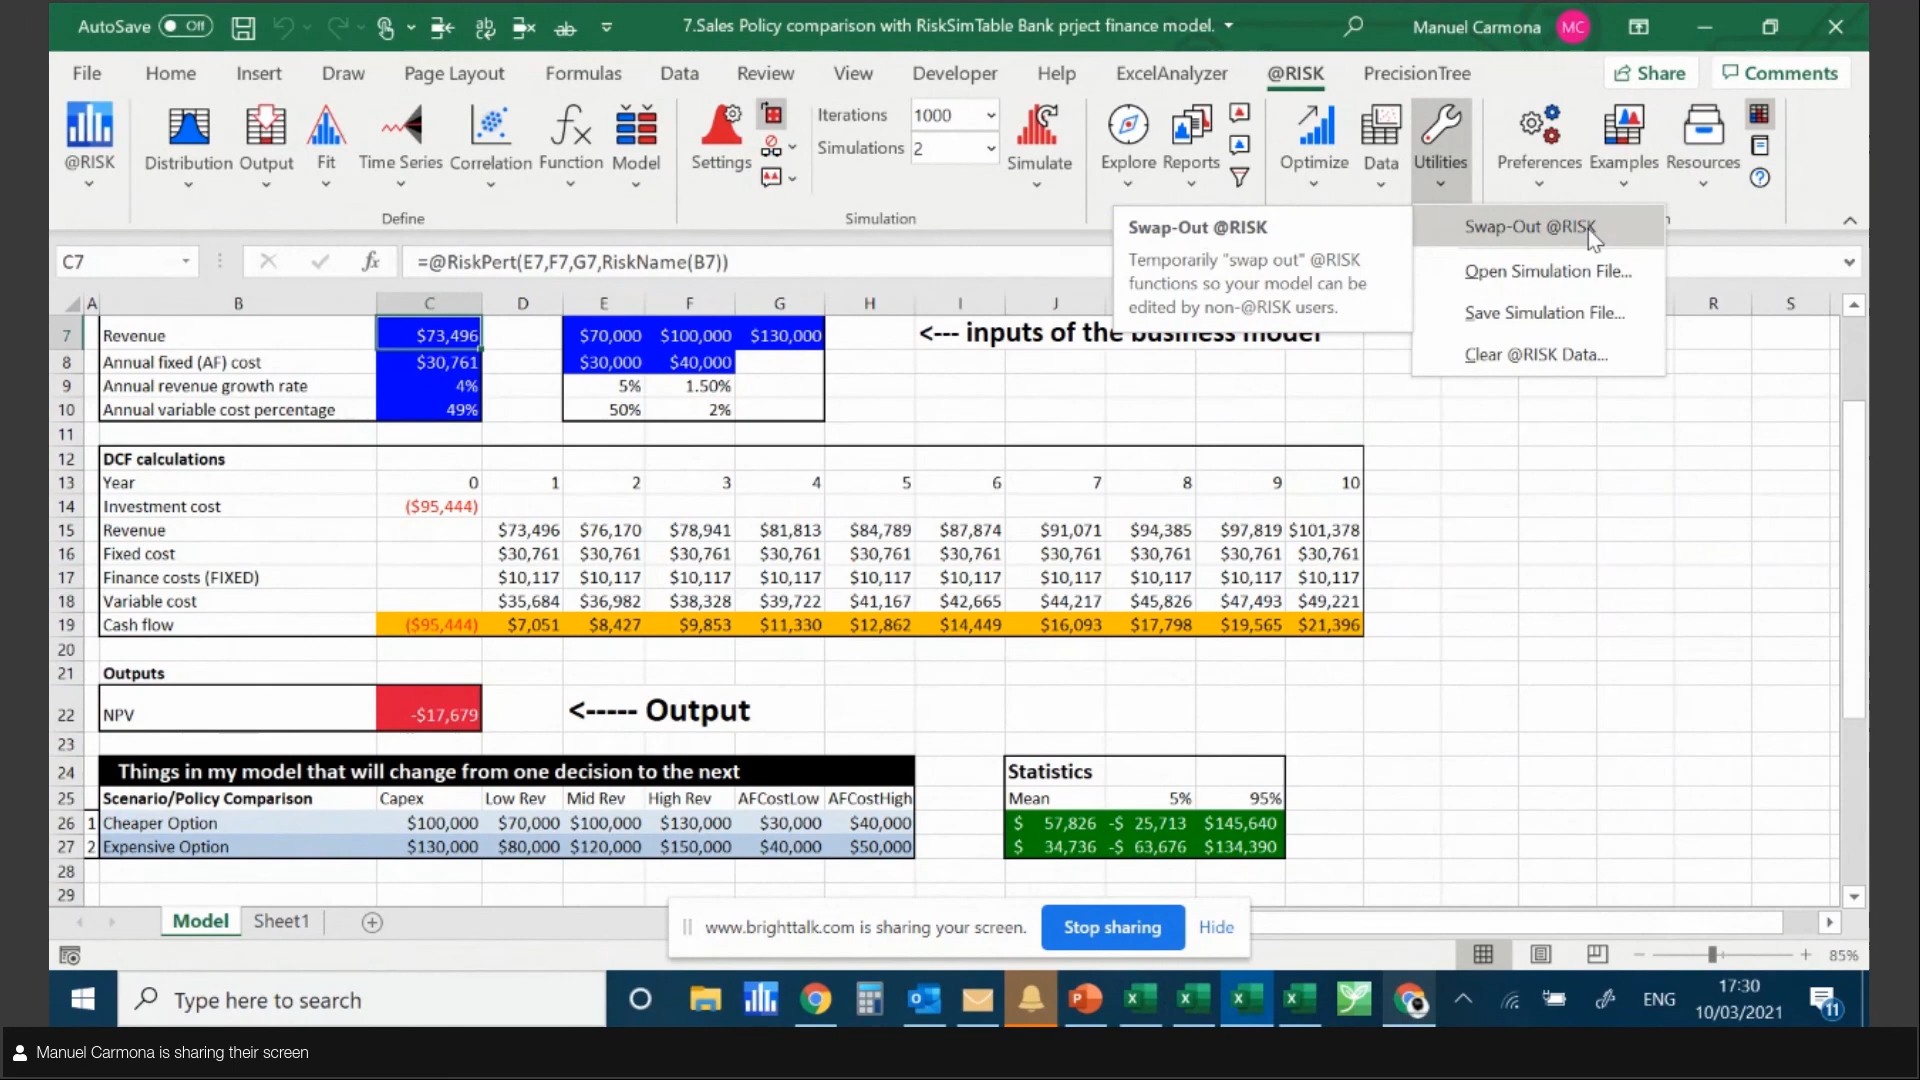 AutoSave Off 7.Sales Policy comparison with RiskSimTable Bank prject finance model. Manuel Carmona MC
File Home Insert Draw Page Layout Formulas Data Review View Developer Help ExcelAnalyzer @RISK PrecisionTree Share Comments
Iterations 1000
Simulations 2
@RISK Distribution Output Fit Time Series Correlation Function Model Settings Simulate Explore Reports Optimize Data Utilities Preferences Examples Resources
Define Simulation
Swap-Out @RISK
Temporarily "swap out" @RISK
functions so your model can be
edited by non-@RISK users.
Swap-Out @RISK
Open Simulation File...
Save Simulation File...
Clear @RISK Data...
C7 fx =@RiskPert(E7,F7,G7,RiskName(B7))
A B C D E F G H I J R S
7 Revenue $73,496 $70,000 $100,000 $130,000 <--- inputs of the business model
8 Annual fixed (AF) cost $30,761 $30,000 $40,000
9 Annual revenue growth rate 4% 5% 1.50%
10 Annual variable cost percentage 49% 50% 2%
11
12 DCF calculations
13 Year 0 1 2 3 4 5 6 7 8 9 10
14 Investment cost ($95,444)
15 Revenue $73,496 $76,170 $78,941 $81,813 $84,789 $87,874 $91,071 $94,385 $97,819 $101,378
16 Fixed cost $30,761 $30,761 $30,761 $30,761 $30,761 $30,761 $30,761 $30,761 $30,761 $30,761
17 Finance costs (FIXED) $10,117 $10,117 $10,117 $10,117 $10,117 $10,117 $10,117 $10,117 $10,117 $10,117
18 Variable cost $35,684 $36,982 $38,328 $39,722 $41,167 $42,665 $44,217 $45,826 $47,493 $49,221
19 Cash flow ($95,444) $7,051 $8,427 $9,853 $11,330 $12,862 $14,449 $16,093 $17,798 $19,565 $21,396
20
21 Outputs
22 NPV -$17,679 <----- Output
23
24 Things in my model that will change from one decision to the next Statistics
25 Scenario/Policy Comparison Capex Low Rev Mid Rev High Rev AFCostLow AFCostHigh Mean 5% 95%
26 1 Cheaper Option $100,000 $70,000 $100,000 $130,000 $30,000 $40,000 $ 57,826 -$ 25,713 $145,640
27 2 Expensive Option $130,000 $80,000 $120,000 $150,000 $40,000 $50,000 $ 34,736 -$ 63,676 $134,390
28
29
Model Sheet1
www.brighttalk.com is sharing your screen. Stop sharing Hide
85%
Type here to search ENG 17:30
10/03/2021 11
Manuel Carmona is sharing their screen